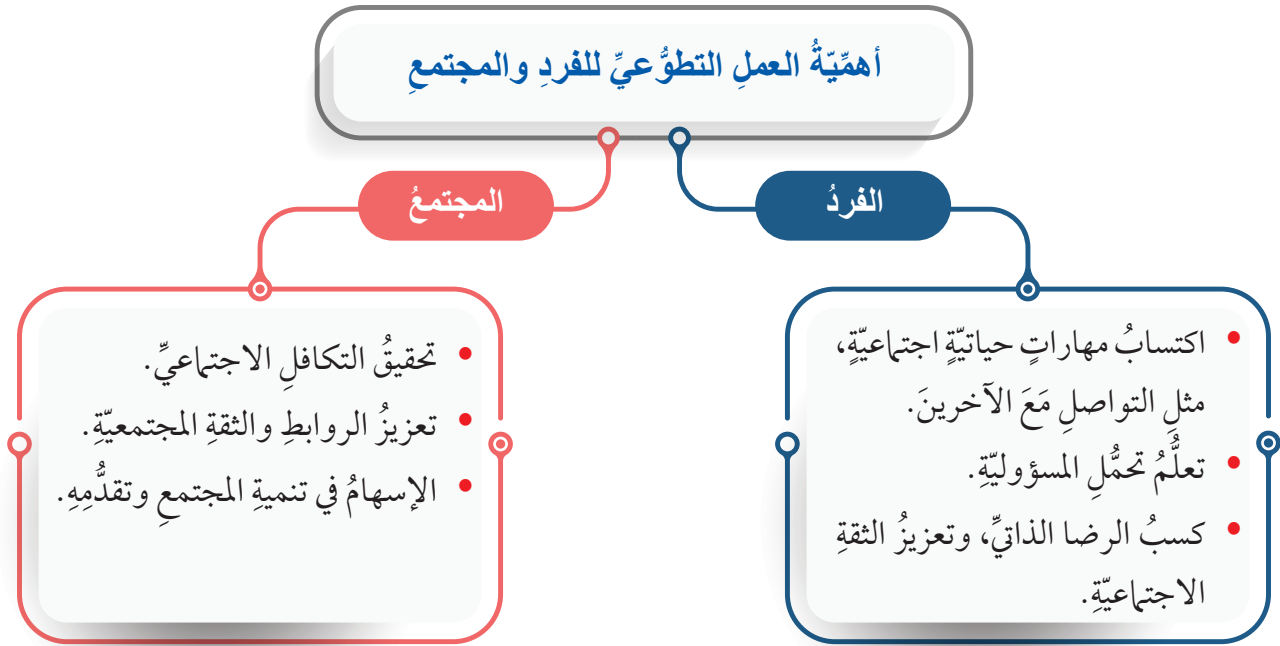 أهمِّيّةُ العملِ التطوُّعيِّ للفردِ والمجتمعِ
الفردُ
اكتسابُ مهاراتٍ حياتيّةٍ اجتماعيّةٍ،
مثلِ التواصلِ مَعَ الآخرينَ.
تعلُّمُ تحمُّلِ المسؤوليّةِ.
كسبُ الرضا الذاتيِّ، وتعزيزُ الثقةِ
الاجتماعيّةِ.
المجتمعُ
تحقيقُ التكافلِ الاجتماعيِّ.
تعزيزُ الروابطِ والثقةِ المجتمعيّةِ.
الإسهامُ في تنميةِ المجتمعِ وتقدُّمِهِ.